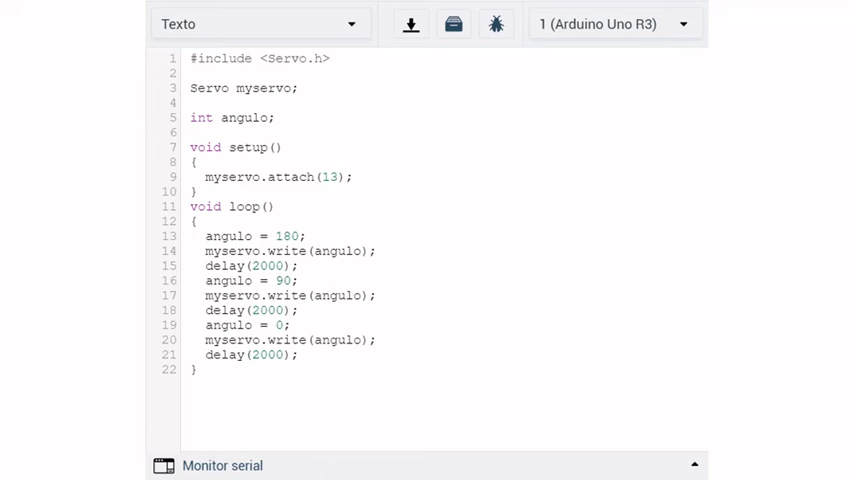 Texto
1 (Arduino Uno R3)
1 #include <Servo.h>
2
3 Servo myservo;
4
5 int angulo;
6
7 void setup()
8 {
9 myservo.attach(13);
10 }
11 void loop()
12 {
13 angulo = 180;
14 myservo.write(angulo);
15 delay(2000);
16 angulo = 90;
17 myservo.write(angulo);
18 delay(2000);
19 angulo = 0;
20 myservo.write(angulo);
21 delay(2000);
22 }
Monitor serial